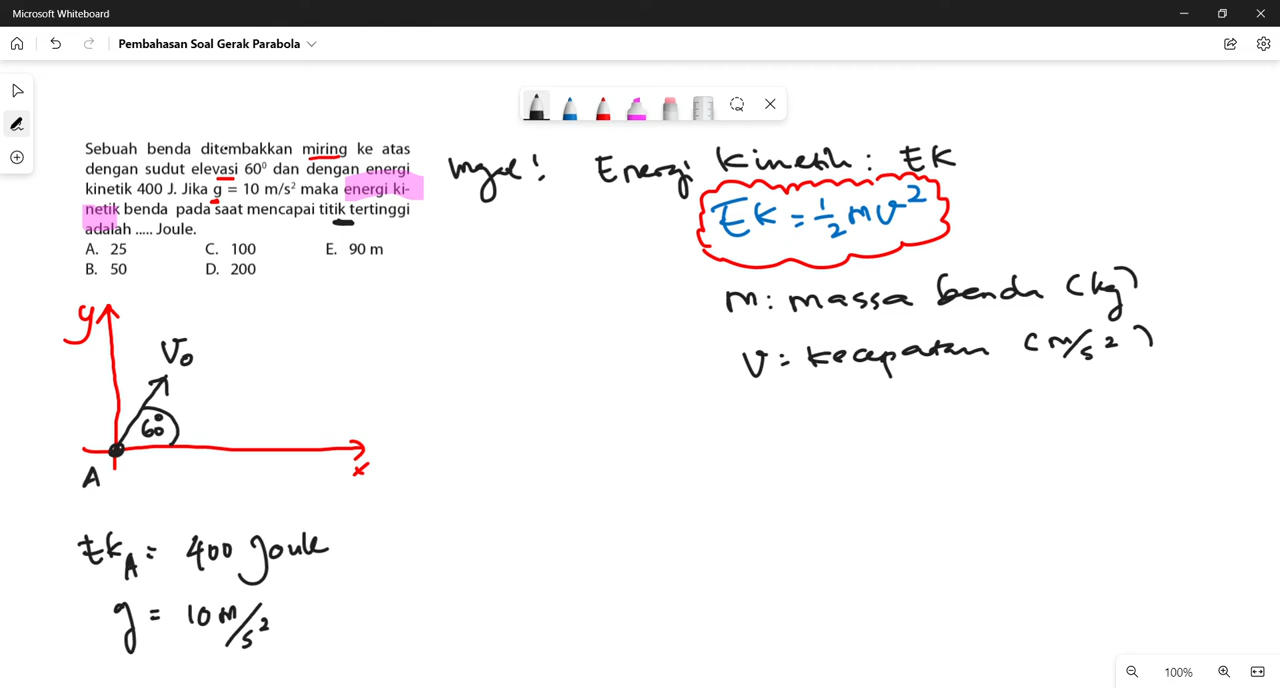 Microsoft Whiteboard
Pembahasan Soal Gerak Parabola
Sebuah benda ditembakkan miring ke atas
dengan sudut elevasi 60⁰ dan dengan energi
kinetik 400 J. Jika g = 10 m/s² maka energi ki-
netik benda pada saat mencapai titik tertinggi
adalah ..... Joule.
A. 25 C. 100 E. 90 m
B. 50 D. 200
Ingat! Energi Kinetik : EK
EK = 1/2 m v²
m : massa benda (kg)
v = kecepatan (m/s²)
y
V₀
60°
A
x
EK_A = 400 Joule
g = 10 m/s²
100%